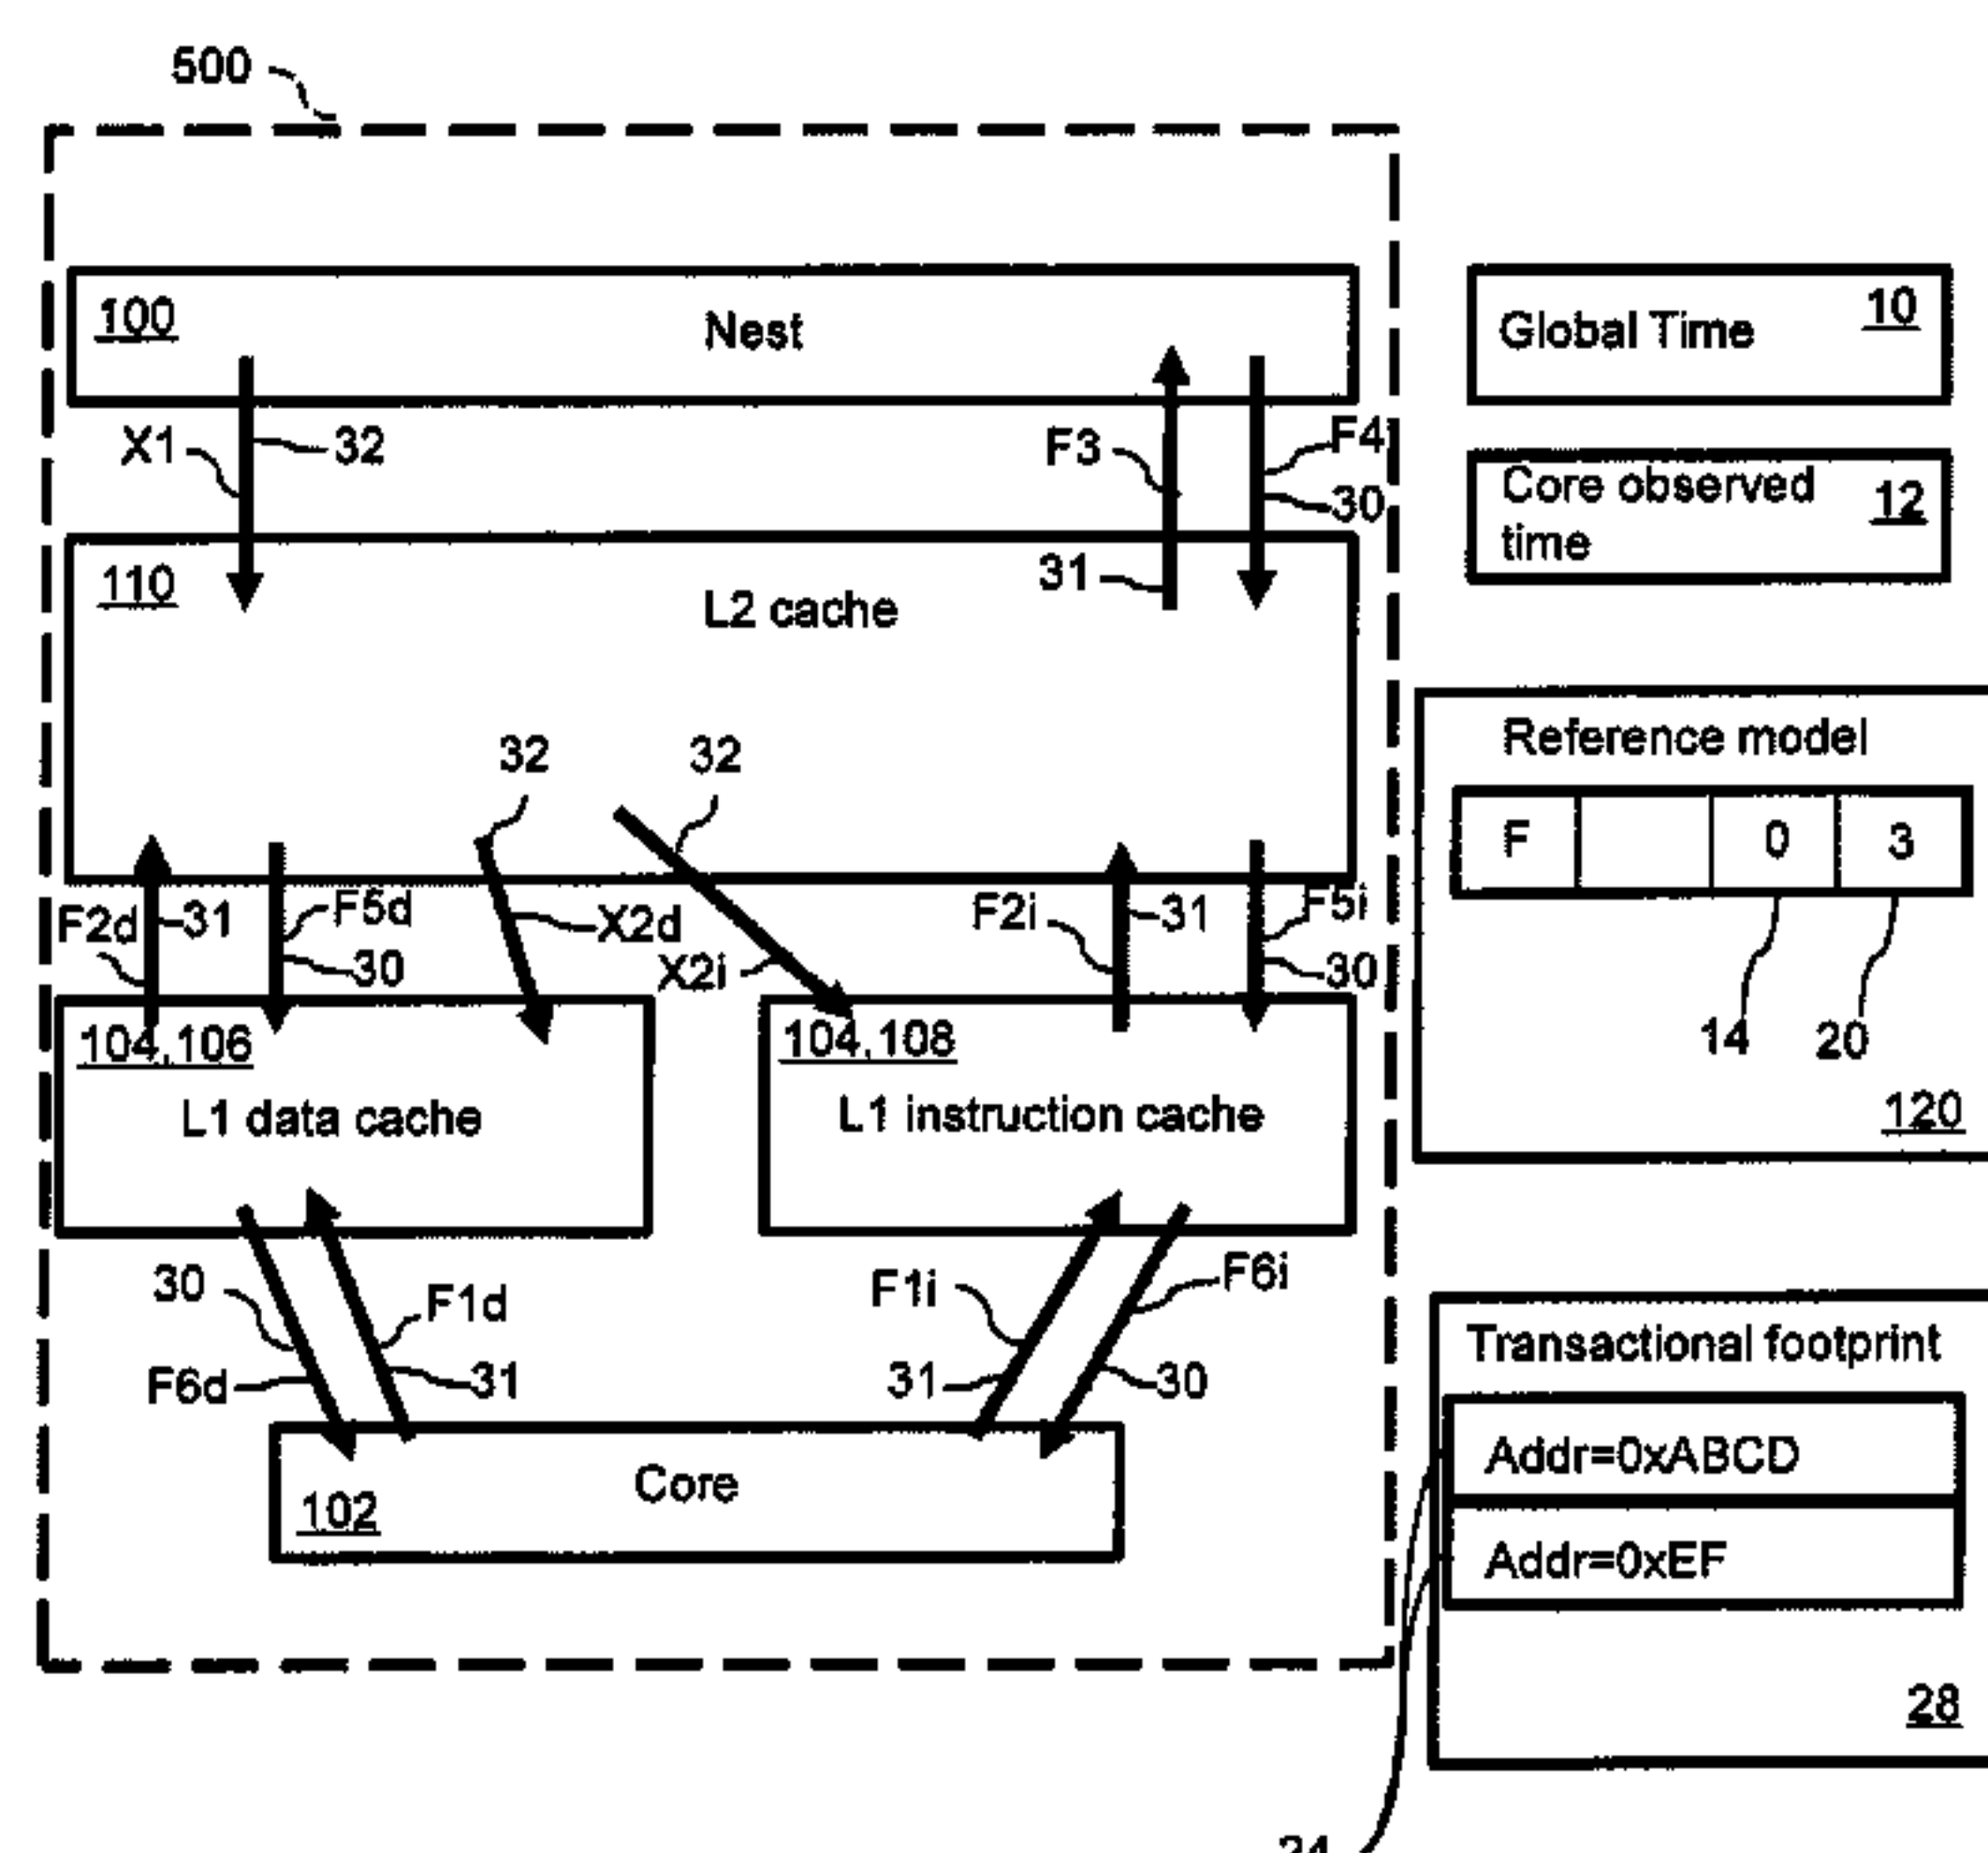 500
100
Nest
10
Global Time
X1
32
F3
F4
30
Core observed
time
12
110
31
L2 cache
Reference model
32
32
F
0
3
F2d
31
F5d
30
X2d
X2i
F2i
31
F5i
30
14
20
104,106
L1 data cache
104,108
L1 instruction cache
120
30
F1d
F6d
31
F1i
F6i
31
30
Transactional footprint
Addr=0xABCD
Addr=0xEF
Core
102
28